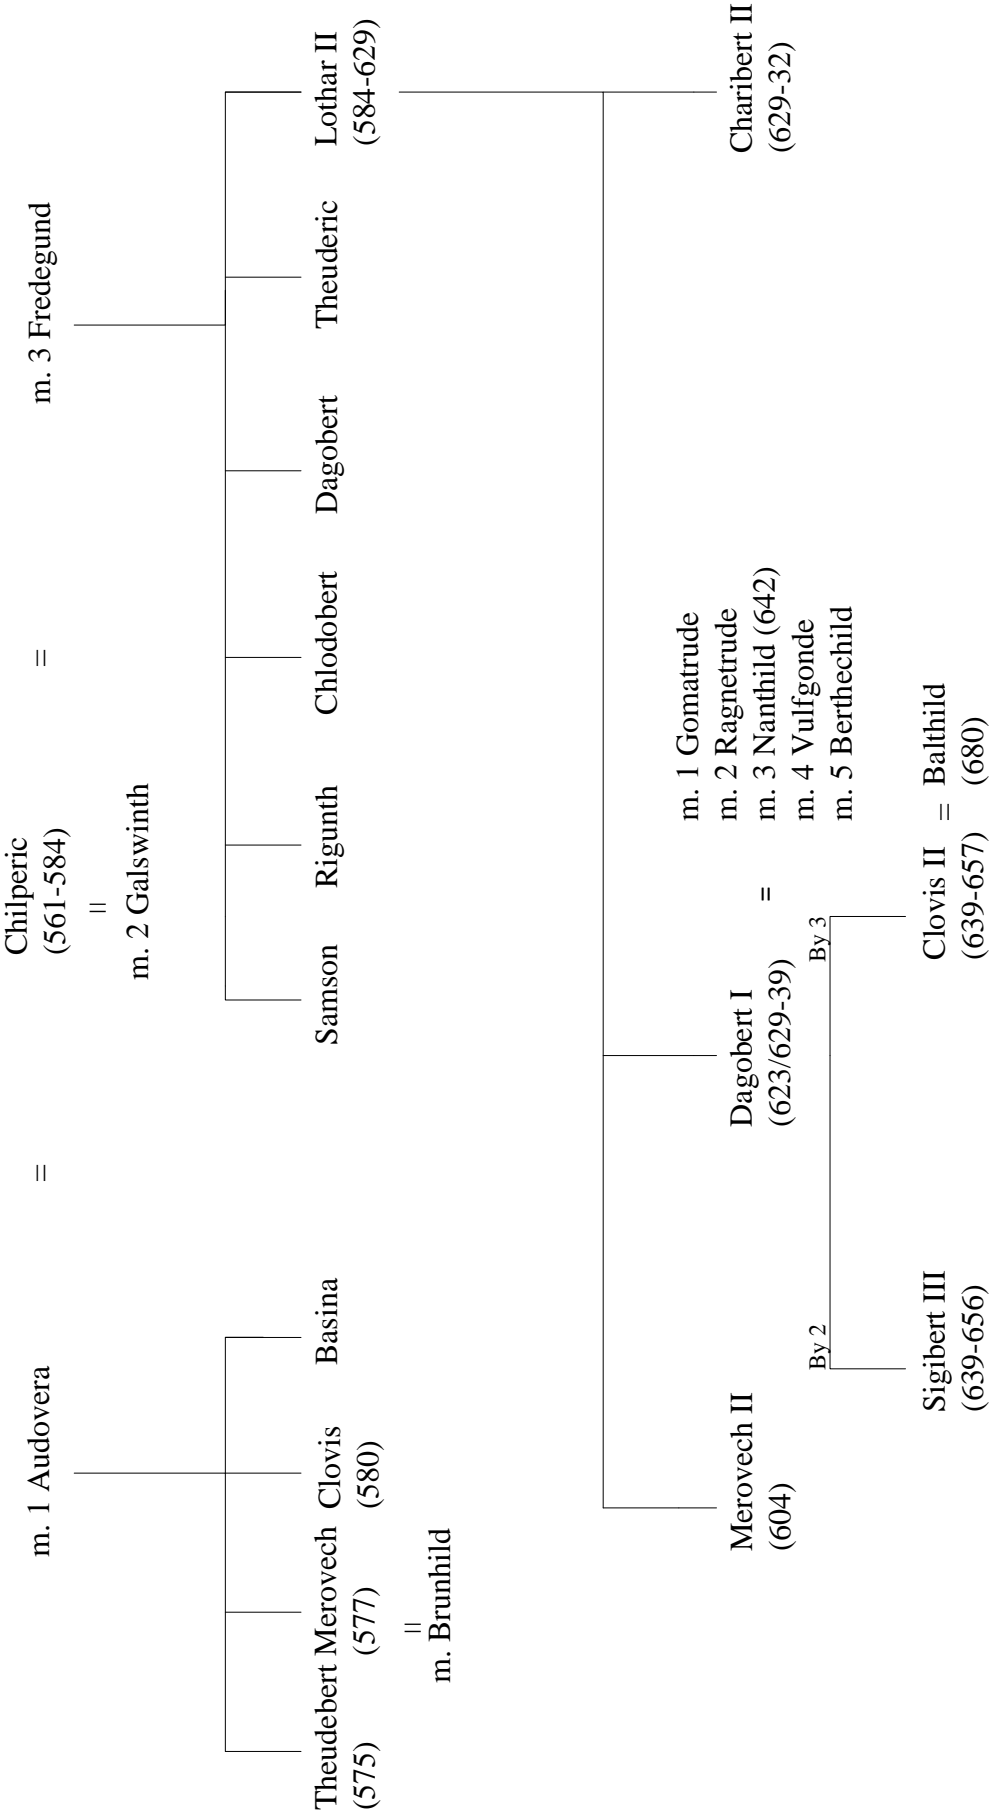 Chilperic
(561-584)
m. 1 Audovera
=
=
m. 3 Fredegund
=
m. 2 Galswinth
Theudebert
(575)
Merovech
(577)
=
m. Brunhild
Clovis
(580)
Basina
Samson
Rigunth
Chlodobert
Dagobert
Theuderic
Lothar II
(584-629)
Merovech II
(604)
Dagobert I
(623/629-39)
=
m. 1 Gomatrude
m. 2 Ragnetrude
m. 3 Nanthild (642)
m. 4 Vulfgonde
m. 5 Berthechild
Charibert II
(629-32)
By 2
By 3
Sigibert III
(639-656)
Clovis II
(639-657)
=
Balthild
(680)